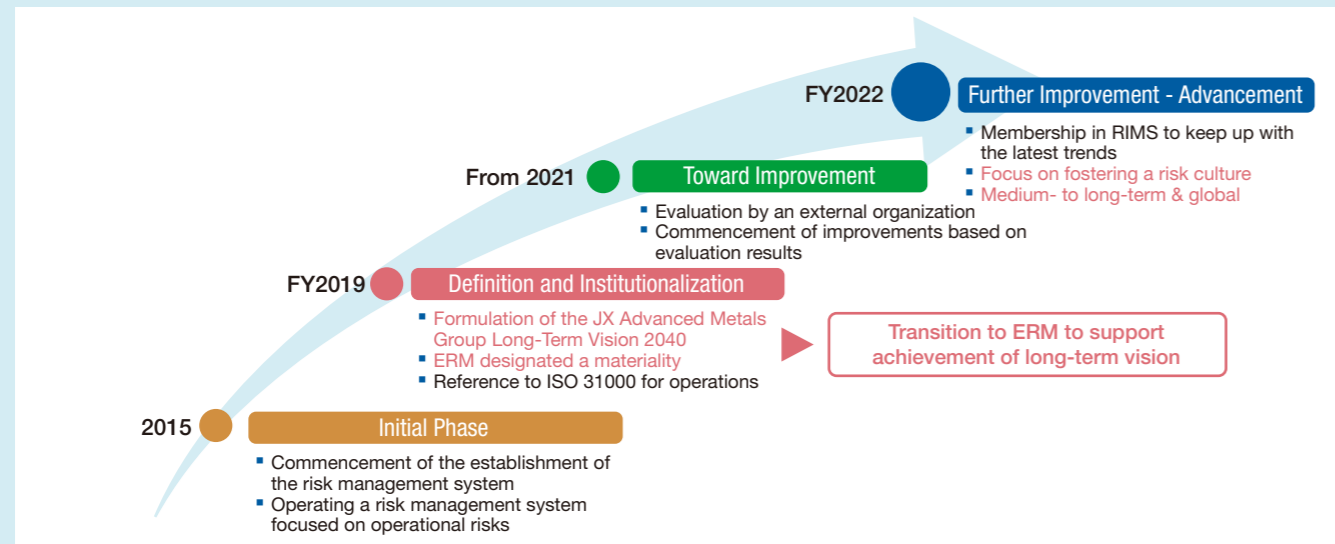 FY2022
Further Improvement - Advancement
▪ Membership in RIMS to keep up with
the latest trends
▪ Focus on fostering a risk culture
▪ Medium- to long-term & global
From 2021
Toward Improvement
▪ Evaluation by an external organization
▪ Commencement of improvements based on
evaluation results
FY2019
Definition and Institutionalization
▪ Formulation of the JX Advanced Metals
Group Long-Term Vision 2040
▪ ERM designated a materiality
▪ Reference to ISO 31000 for operations
Transition to ERM to support
achievement of long-term vision
2015
Initial Phase
▪ Commencement of the establishment of
the risk management system
▪ Operating a risk management system
focused on operational risks